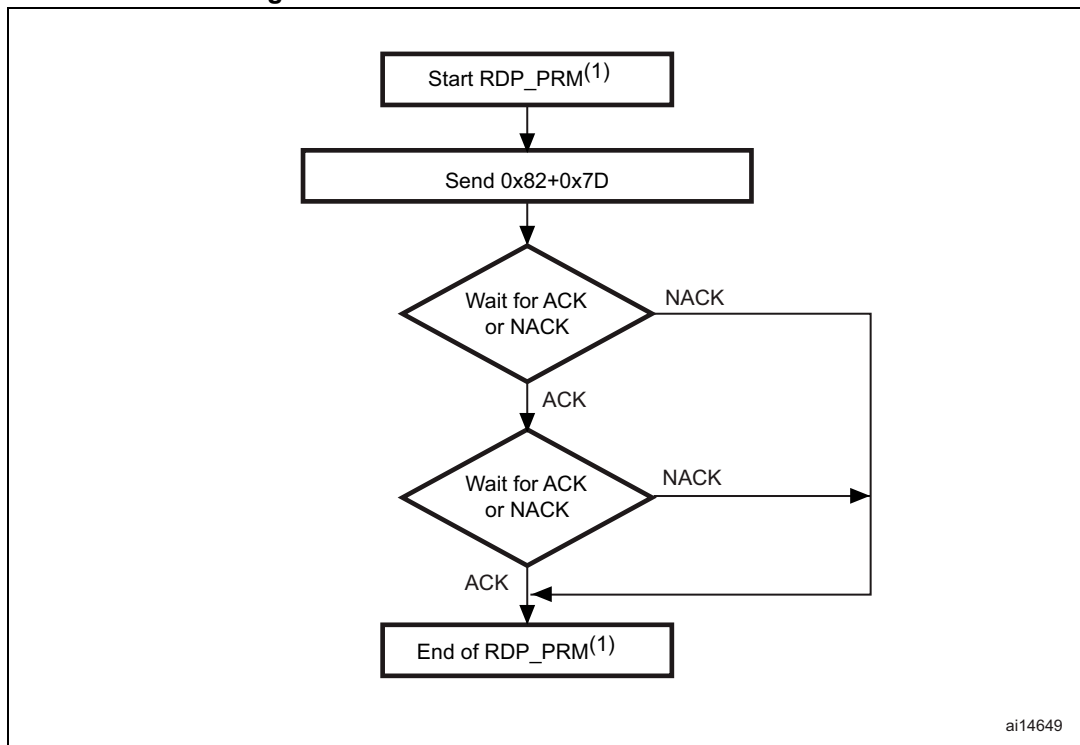 Start RDP_PRM(1)
Send 0x82+0x7D
Wait for ACK
or NACK
NACK
ACK
Wait for ACK
or NACK
NACK
ACK
End of RDP_PRM(1)
ai14649